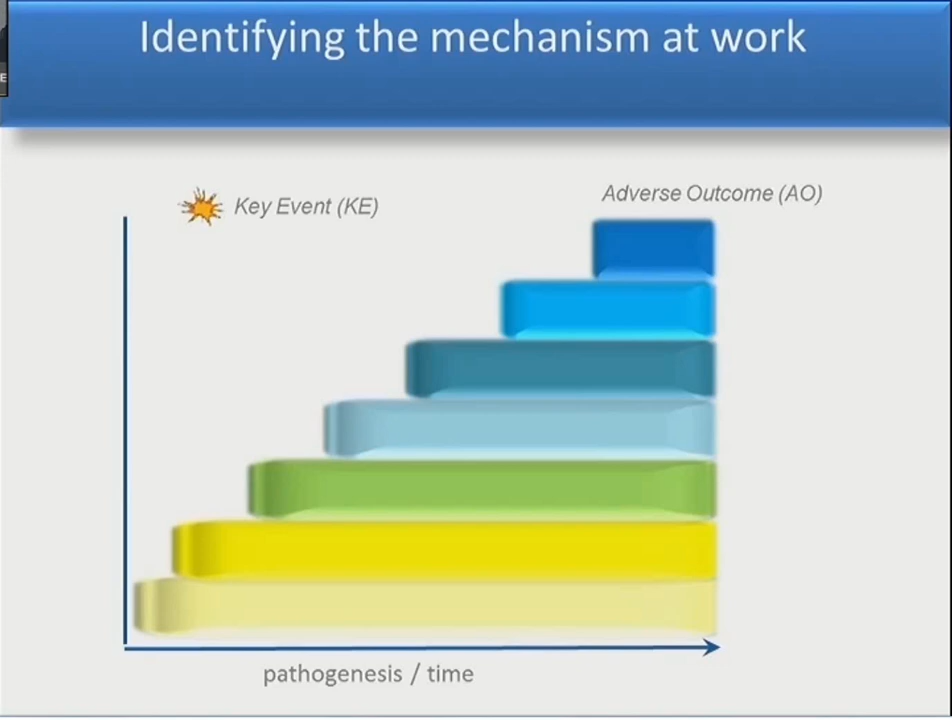 Identifying the mechanism at work
E
Key Event (KE)
Adverse Outcome (AO)
pathogenesis / time